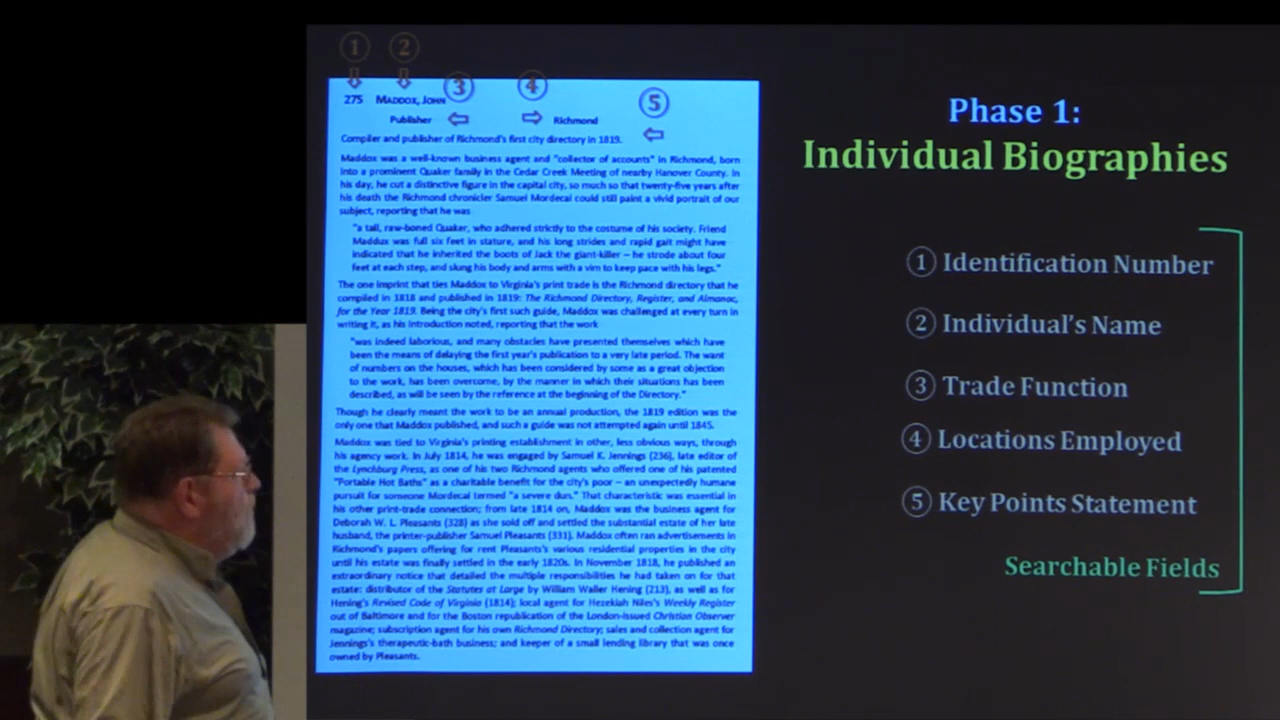 1 2
3 4 5
275 MADDOX, JOHN
Publisher Richmond
Compiler and publisher of Richmond's first city directory in 1819.
Maddox was a well-known business agent and "collector of accounts" in Richmond, born
into a prominent Quaker family in the Cedar Creek Meeting of nearby Hanover County. In
his day, he cut a distinctive figure in the capital city, so much so that twenty-five years after
his death the Richmond chronicler Samuel Mordecai could still paint a vivid portrait of our
subject, reporting that he was
"a tall, raw-boned Quaker, who adhered strictly to the costume of his society. Friend
Maddux was full six feet in stature, and his long strides and rapid gait might have
indicated that he inherited the boots of Jack the giant-killer – he strode about four
feet at each step, and slung his body and arms with a vim to keep pace with his legs."
The one imprint that ties Maddox to Virginia's print trade is the Richmond directory that he
compiled in 1818 and published in 1819: The Richmond Directory, Register, and Almanac,
for the Year 1819. Being the city's first such guide, Maddox was challenged at every turn in
writing it, as his introduction noted, reporting that the work
"was indeed laborious, and many obstacles have presented themselves which have
been the means of delaying the first year's publication to a very late period. The want
of numbers on the houses, which has been considered by some as a great objection
to the work, has been overcome, by the manner in which their situations has been
described, as will be seen by the reference at the beginning of the Directory."
Though he clearly meant the work to be an annual production, the 1819 edition was the
only one that Maddox published, and such a guide was not attempted again until 1845.
Maddox was tied to Virginia's printing establishment in other, less obvious ways, through
his agency work. In July 1814, he was engaged by Samuel K. Jennings (236), late editor of
the Lynchburg Press, as one of his two Richmond agents who offered one of his patented
"Portable Hot Baths" as a charitable benefit for the city's poor – an unexpectedly humane
pursuit for someone Mordecai termed "a severe dun." That characteristic was essential in
his other print-trade connection; from late 1814 on, Maddox was the business agent for
Deborah W. L. Pleasants (328) as she sold off and settled the substantial estate of her late
husband, the printer-publisher Samuel Pleasants (331). Maddox often ran advertisements in
Richmond's papers offering for rent Pleasants's various residential properties in the city
until his estate was finally settled in the early 1820s. In November 1818, he published an
extraordinary notice that detailed the multiple responsibilities he had taken on for that
estate: distributor of the Statutes at Large by William Waller Hening (213), as well as for
Hening's Revised Code of Virginia (1814); local agent for Hezekiah Niles's Weekly Register
out of Baltimore and for the Boston republication of the London-issued Christian Observer
magazine; subscription agent for his own Richmond Directory; sales and collection agent for
Jennings's therapeutic-bath business; and keeper of a small lending library that was once
owned by Pleasants.
Phase 1:
Individual Biographies
1 Identification Number
2 Individual's Name
3 Trade Function
4 Locations Employed
5 Key Points Statement
Searchable Fields